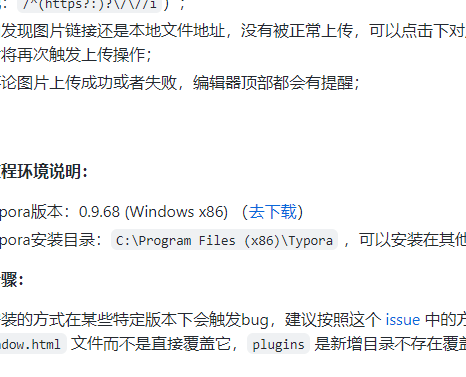 /^(https?:)?\/\//i ) ；
发现图片链接还是本地文件地址，没有被正常上传，可以点击下
将再次触发上传操作；
论图片上传成功或者失败，编辑器顶部都会有提醒；
程环境说明：
pora版本：0.9.68 (Windows x86) （去下载）
pora安装目录： C:\Program Files (x86)\Typora ，可以安装在其
骤：
装的方式在某些特定版本下会触发bug，建议按照这个 issue 中的
ndow.html 文件而不是直接覆盖它， plugins 是新增目录不存在覆